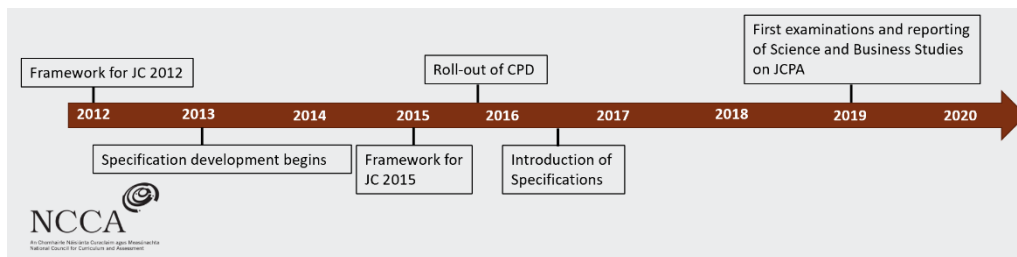 First examinations and reporting
of Science and Business Studies
on JCPA
Framework for JC 2012
Roll-out of CPD
2012 2013 2014 2015 2016 2017 2018 2019 2020
Specification development begins
Framework for
JC 2015
Introduction of
Specifications
NCCA
An Chomhairle Náisiúnta Curaclaim agus Measúnachta
National Council for Curriculum and Assessment